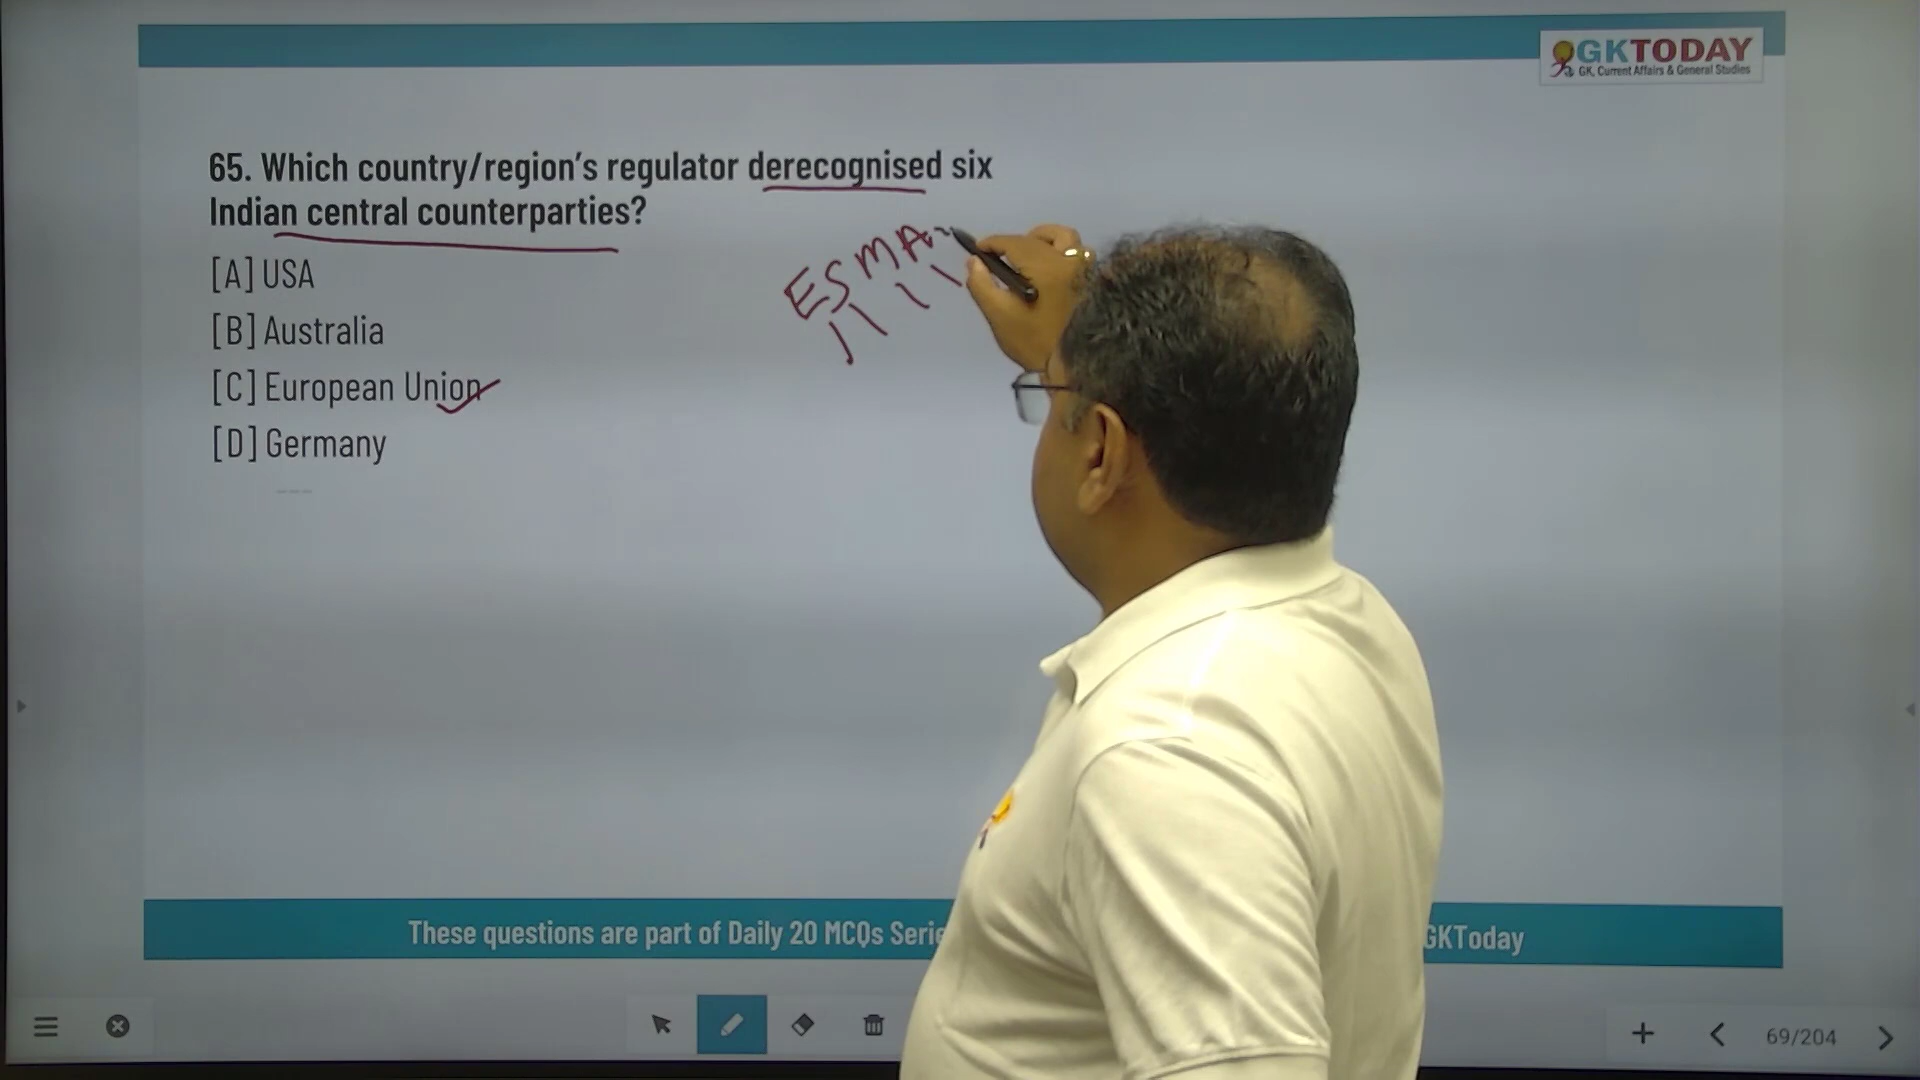 GKTODAY
GK, Current Affairs & General Studies
65. Which country/region's regulator derecognised six
Indian central counterparties?
ESMA
[A] USA
[B] Australia
[C] European Union
[D] Germany
These questions are part of Daily 20 MCQs Serie
GKToday
69/204